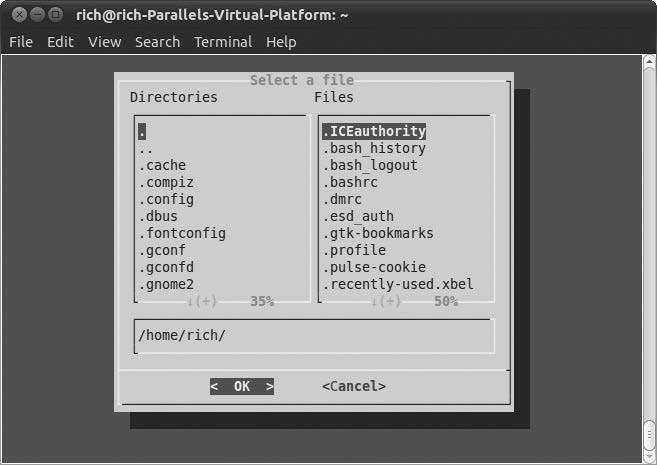 rich@rich-Parallels-Virtual-Platform: ~
File Edit View Search Terminal Help
Select a file
Directories Files
. .ICEauthority
.. .bash_history
.cache .bash_logout
.compiz .bashrc
.config .dmrc
.dbus .esd_auth
.fontconfig .gtk-bookmarks
.gconf .profile
.gconfd .pulse-cookie
.gnome2 .recently-used.xbel
↓(+) 35% ↓(+) 50%
/home/rich/
< OK > <Cancel>